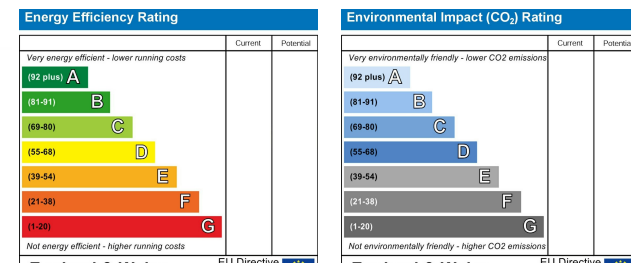 Energy Efficiency Rating
Current Potential
Very energy efficient - lower running costs
(92 plus) A
(81-91) B
(69-80) C
(55-68) D
(39-54) E
(21-38) F
(1-20) G
Not energy efficient - higher running costs
EU Directive
Environmental Impact (CO₂) Rating
Current Potential
Very environmentally friendly - lower CO2 emissions
(92 plus) A
(81-91) B
(69-80) C
(55-68) D
(39-54) E
(21-38) F
(1-20) G
Not environmentally friendly - higher CO2 emissions
EU Directive